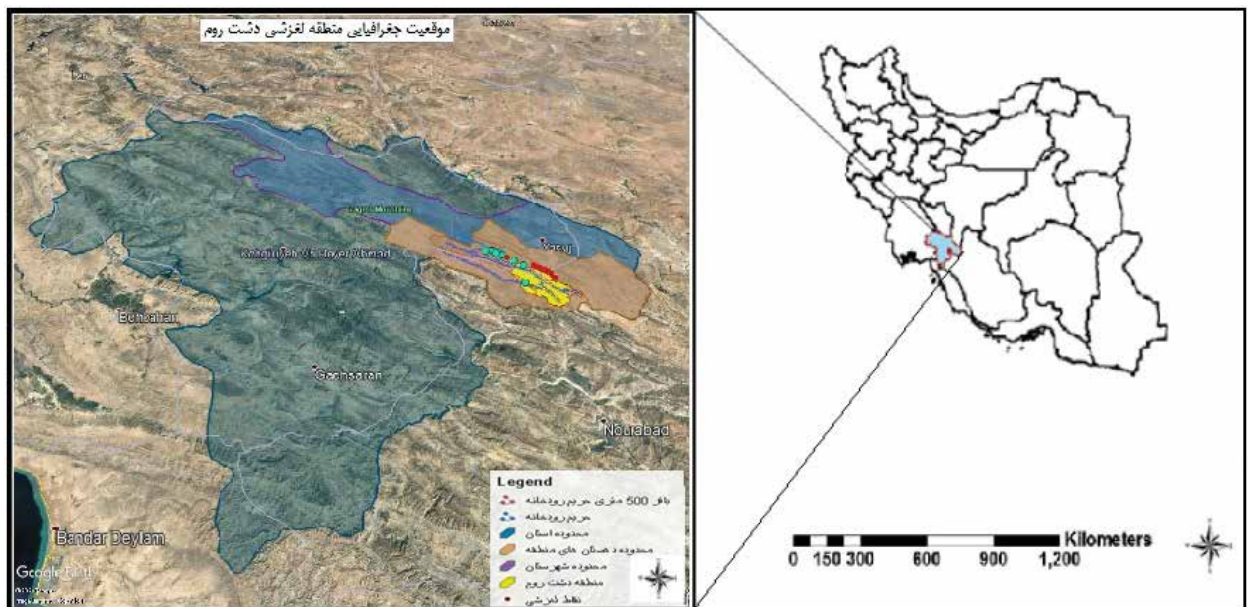 موقعیت جغرافیایی منطقه لغزشی دشت روم
Yasuj
Kohgiluyeh Va Boyer Ahmad
Behbahan
Gachsaran
Nourabad
Bandar Deylam
Google Earth
Legend
بافر 500 متری حریم رودخانه
حریم رودخانه
محدوده استان
محدوده دهستان های منطقه
محدوده شهرستان
منطقه دشت روم
نقاط لغزشی
Kilometers
0 150 300 600 900 1,200